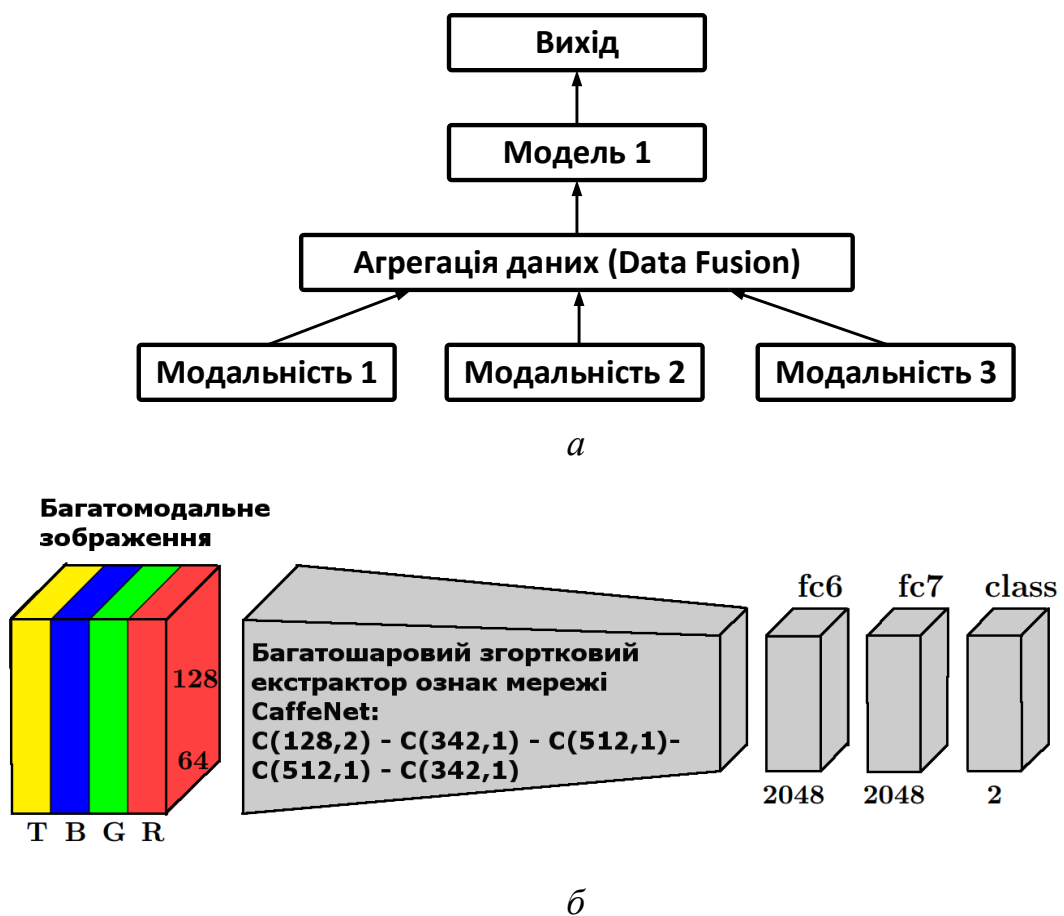 Вихід
Модель 1
Агрегація даних (Data Fusion)
Модальність 1 Модальність 2 Модальність 3
а
Багатомодальне
зображення
128
64
T B G R
Багатошаровий згортковий
екстрактор ознак мережі
CaffeNet:
C(128,2) - C(342,1) - C(512,1)-
C(512,1) - C(342,1)
fc6 fc7 class
2048 2048 2
б